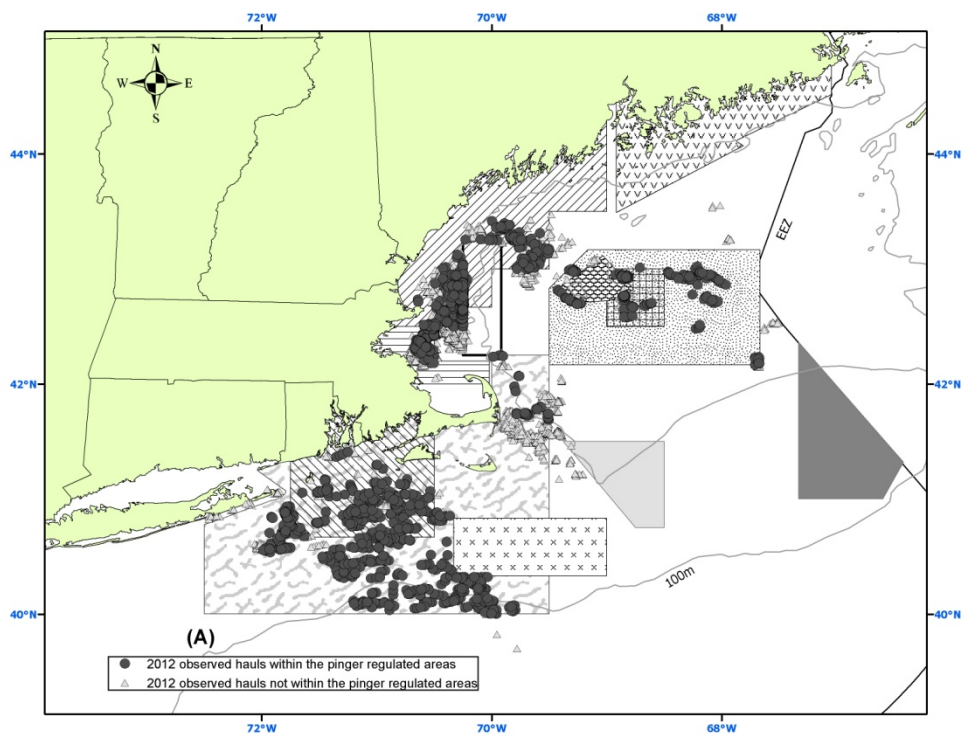 72°W 70°W 68°W
N
W E
S
44°N 44°N
EEZ
42°N 42°N
100m
40°N 40°N
(A)
2012 observed hauls within the pinger regulated areas
2012 observed hauls not within the pinger regulated areas
72°W 70°W 68°W